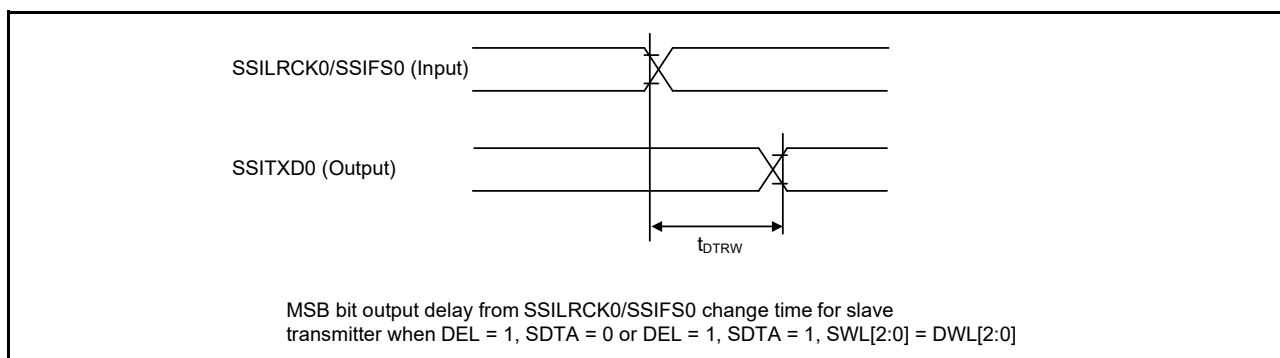 SSILRCK0/SSIFS0 (Input)
SSITXD0 (Output)
tDTRW
MSB bit output delay from SSILRCK0/SSIFS0 change time for slave
transmitter when DEL = 1, SDTA = 0 or DEL = 1, SDTA = 1, SWL[2:0] = DWL[2:0]